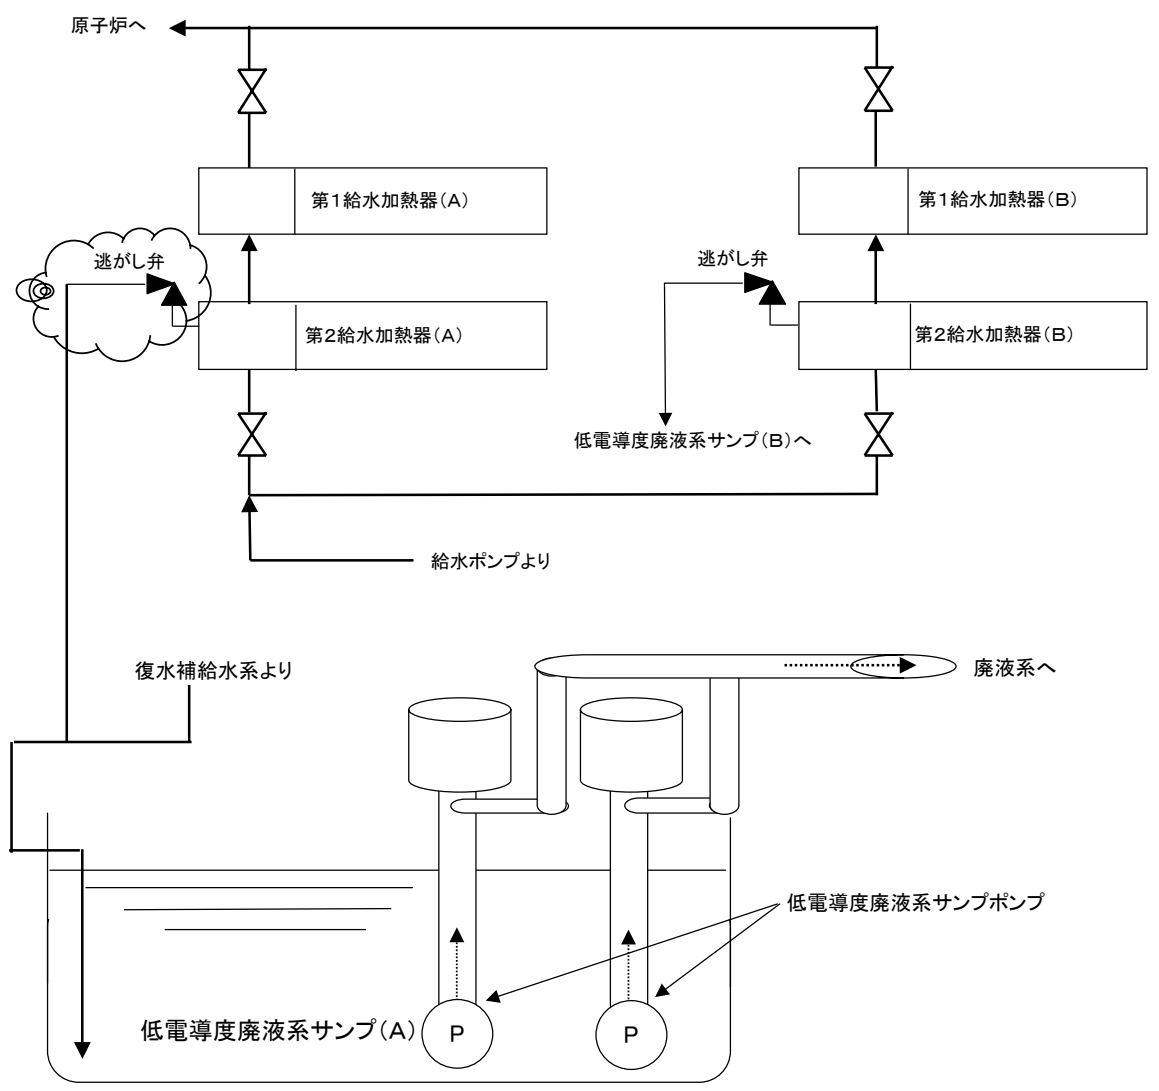 原子炉へ
第１給水加熱器（A）
第１給水加熱器（B）
逃がし弁
逃がし弁
第２給水加熱器（A）
第２給水加熱器（B）
低電導度廃液系サンプ（B）へ
給水ポンプより
復水補給水系より
廃液系へ
低電導度廃液系サンプポンプ
低電導度廃液系サンプ（A）
P
P